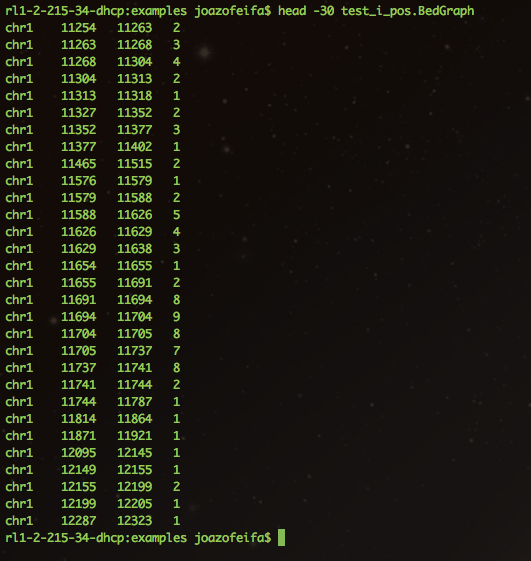 rl1-2-215-34-dhcp:examples joazofeifa$ head -30 test_i_pos.BedGraph
chr1 11254 11263 2
chr1 11263 11268 3
chr1 11268 11304 4
chr1 11304 11313 2
chr1 11313 11318 1
chr1 11327 11352 2
chr1 11352 11377 3
chr1 11377 11402 1
chr1 11465 11515 2
chr1 11576 11579 1
chr1 11579 11588 2
chr1 11588 11626 5
chr1 11626 11629 4
chr1 11629 11638 3
chr1 11654 11655 1
chr1 11655 11691 2
chr1 11691 11694 8
chr1 11694 11704 9
chr1 11704 11705 8
chr1 11705 11737 7
chr1 11737 11741 8
chr1 11741 11744 2
chr1 11744 11787 1
chr1 11814 11864 1
chr1 11871 11921 1
chr1 12095 12145 1
chr1 12149 12155 1
chr1 12155 12199 2
chr1 12199 12205 1
chr1 12287 12323 1
rl1-2-215-34-dhcp:examples joazofeifa$